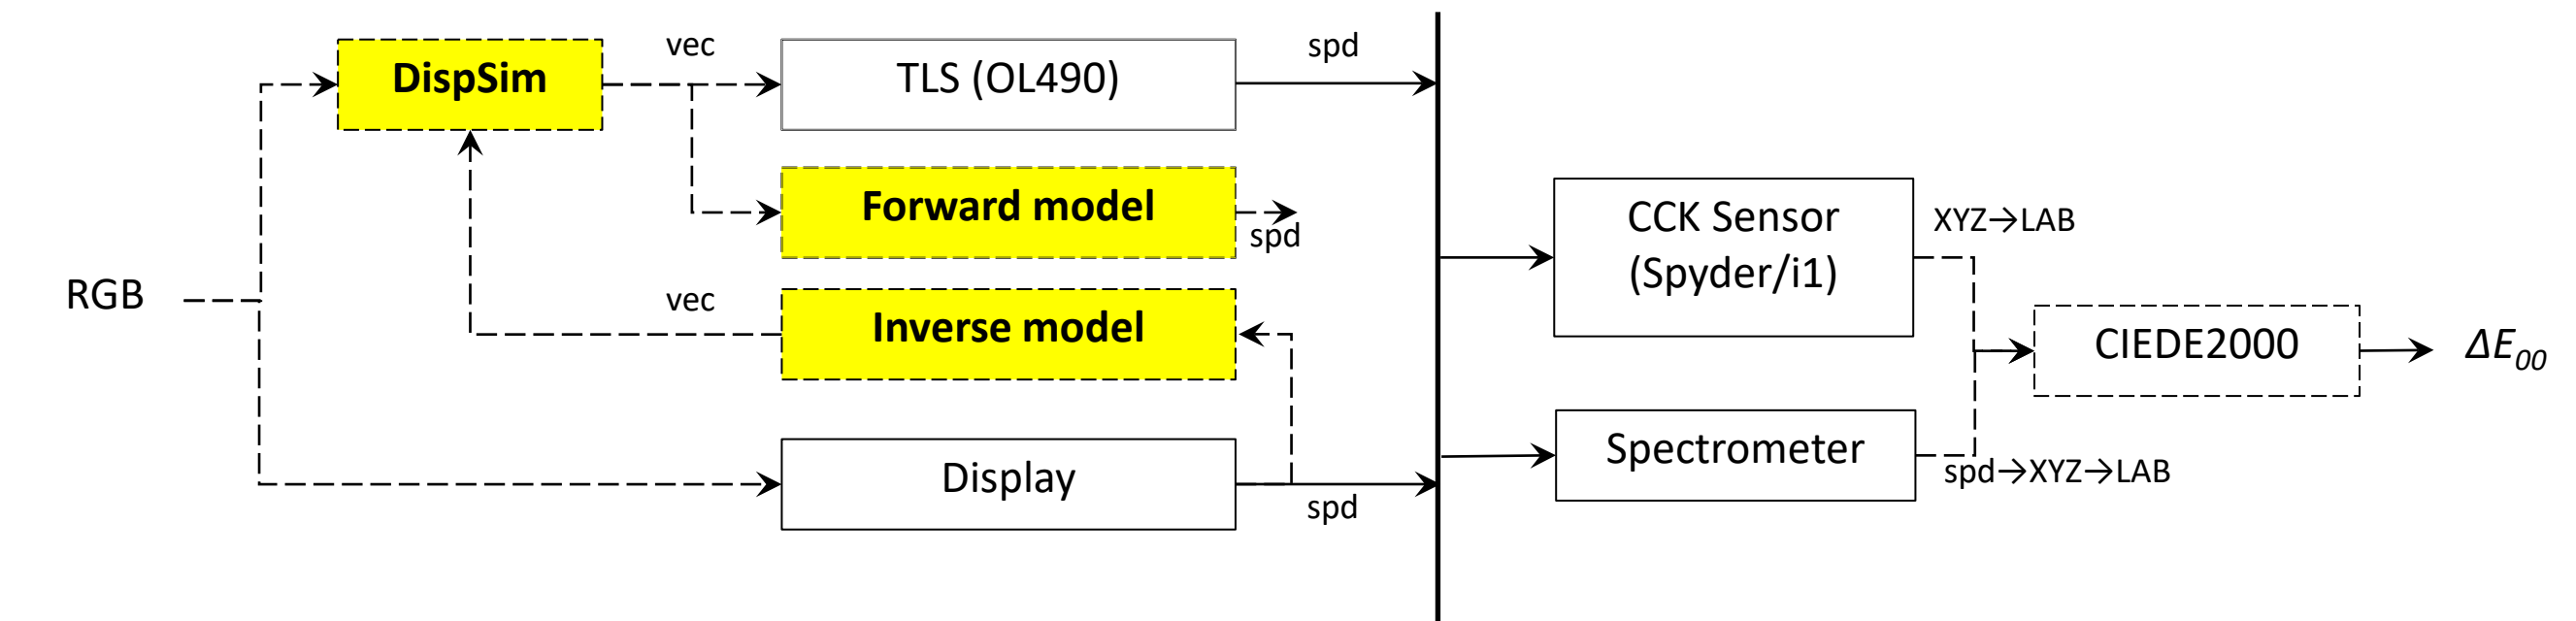 vec
spd
DispSim
TLS (OL490)
Forward model
spd
CCK Sensor
(Spyder/i1)
XYZ→LAB
RGB
vec
Inverse model
CIEDE2000
ΔE00
Display
spd
Spectrometer
spd→XYZ→LAB